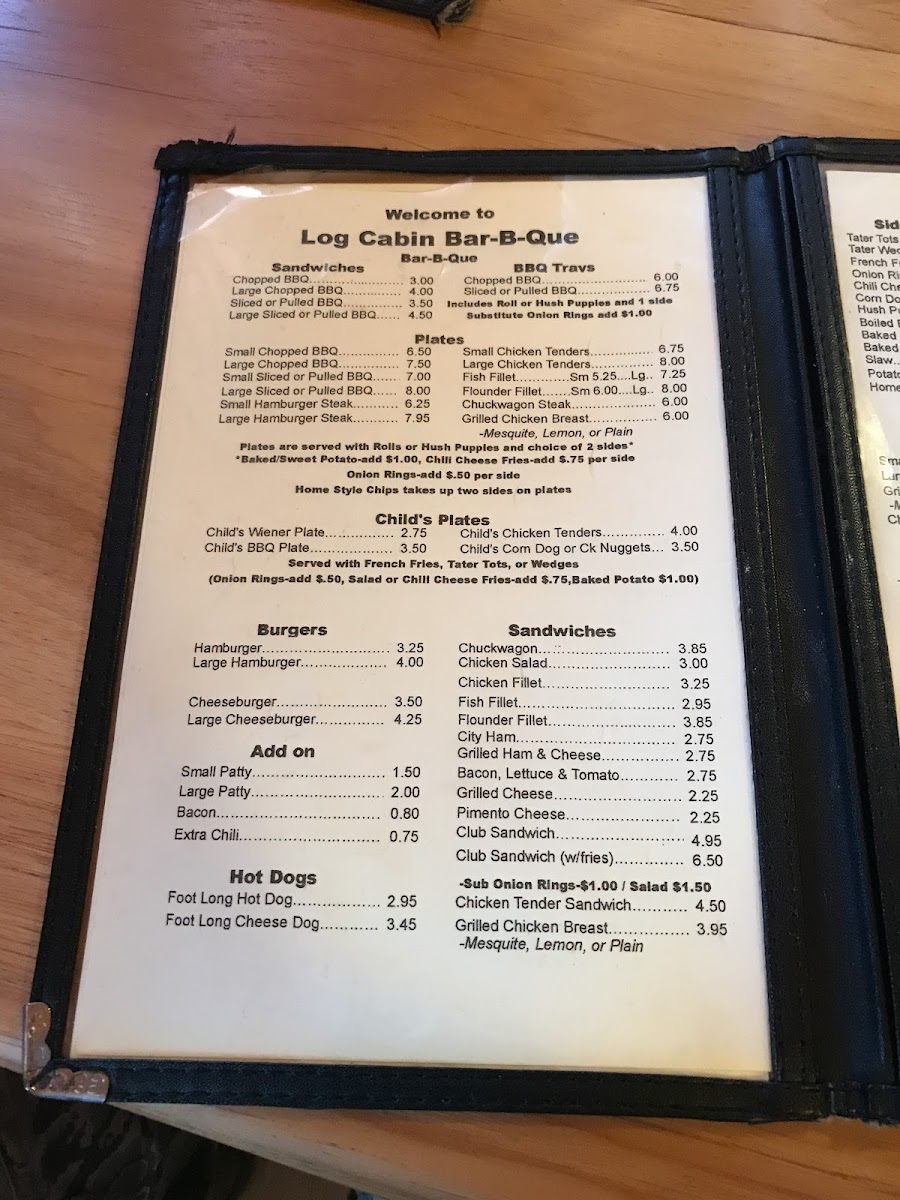 Welcome to
Log Cabin Bar-B-Que
Bar-B-Que
Sandwiches
Chopped BBQ........................ 3.00
Large Chopped BBQ............. 4.00
Sliced or Pulled BBQ............... 3.50
Large Sliced or Pulled BBQ...... 4.50
BBQ Trays
Chopped BBQ............................ 6.00
Sliced or Pulled BBQ................... 6.75
Includes Roll or Hush Puppies and 1 side
Substitute Onion Rings add $1.00
Plates
Small Chopped BBQ............... 6.50
Large Chopped BBQ............... 7.50
Small Sliced or Pulled BBQ...... 7.00
Large Sliced or Pulled BBQ...... 8.00
Small Hamburger Steak............ 6.25
Large Hamburger Steak............ 7.95
Small Chicken Tenders............... 6.75
Large Chicken Tenders............... 8.00
Fish Fillet............Sm 5.25....Lg.. 7.25
Flounder Fillet......Sm 6.00....Lg.. 8.00
Chuckwagon Steak.................... 6.00
Grilled Chicken Breast................ 6.00
-Mesquite, Lemon, or Plain
Plates are served with Rolls or Hush Puppies and choice of 2 sides*
*Baked/Sweet Potato-add $1.00, Chili Cheese Fries-add $.75 per side
Onion Rings-add $.50 per side
Home Style Chips takes up two sides on plates
Child's Plates
Child's Wiener Plate................ 2.75
Child's BBQ Plate.................... 3.50
Child's Chicken Tenders............. 4.00
Child's Corn Dog or Ck Nuggets... 3.50
Served with French Fries, Tater Tots, or Wedges
(Onion Rings-add $.50, Salad or Chili Cheese Fries-add $.75,Baked Potato $1.00)
Burgers
Hamburger.............................. 3.25
Large Hamburger.................... 4.00
Cheeseburger......................... 3.50
Large Cheeseburger................ 4.25
Add on
Small Patty.............................. 1.50
Large Patty.............................. 2.00
Bacon..................................... 0.80
Extra Chili................................ 0.75
Hot Dogs
Foot Long Hot Dog.................. 2.95
Foot Long Cheese Dog............ 3.45
Sandwiches
Chuckwagon............................. 3.85
Chicken Salad........................... 3.00
Chicken Fillet............................ 3.25
Fish Fillet.................................. 2.95
Flounder Fillet........................... 3.85
City Ham................................... 2.75
Grilled Ham & Cheese................. 2.75
Bacon, Lettuce & Tomato............ 2.75
Grilled Cheese........................... 2.25
Pimento Cheese......................... 2.25
Club Sandwich........................... 4.95
Club Sandwich (w/fries).............. 6.50
-Sub Onion Rings-$1.00 / Salad $1.50
Chicken Tender Sandwich........... 4.50
Grilled Chicken Breast................ 3.95
-Mesquite, Lemon, or Plain
Tater Tots
Tater
French
Onion
Chili
Corn
Hush
Boiled
Baked
Baked
Slaw..
Home